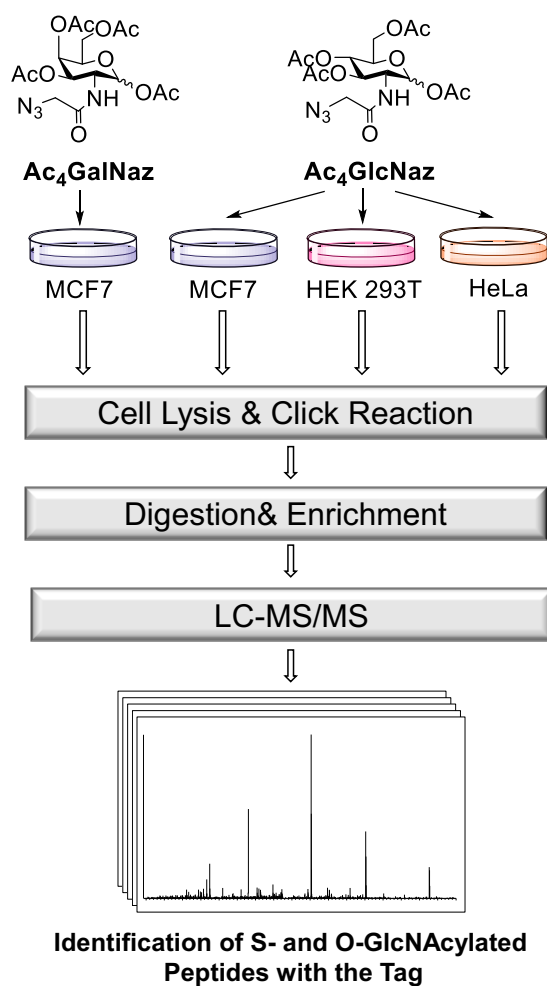 OAc OAc
AcO O OAc
NH
N3 O
OAc
AcO O
AcO OAc
NH
N3 O
Ac4GalNaz Ac4GlcNaz
MCF7 MCF7 HEK 293T HeLa
Cell Lysis & Click Reaction
Digestion& Enrichment
LC-MS/MS
Identification of S- and O-GlcNAcylated
Peptides with the Tag